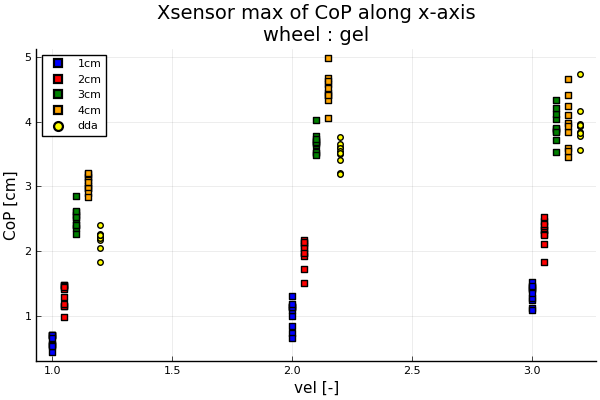 Xsensor max of CoP along x-axis
wheel : gel
CoP [cm]
5
4
3
2
1
1cm
2cm
3cm
4cm
dda
1.0
1.5
2.0
2.5
3.0
vel [-]